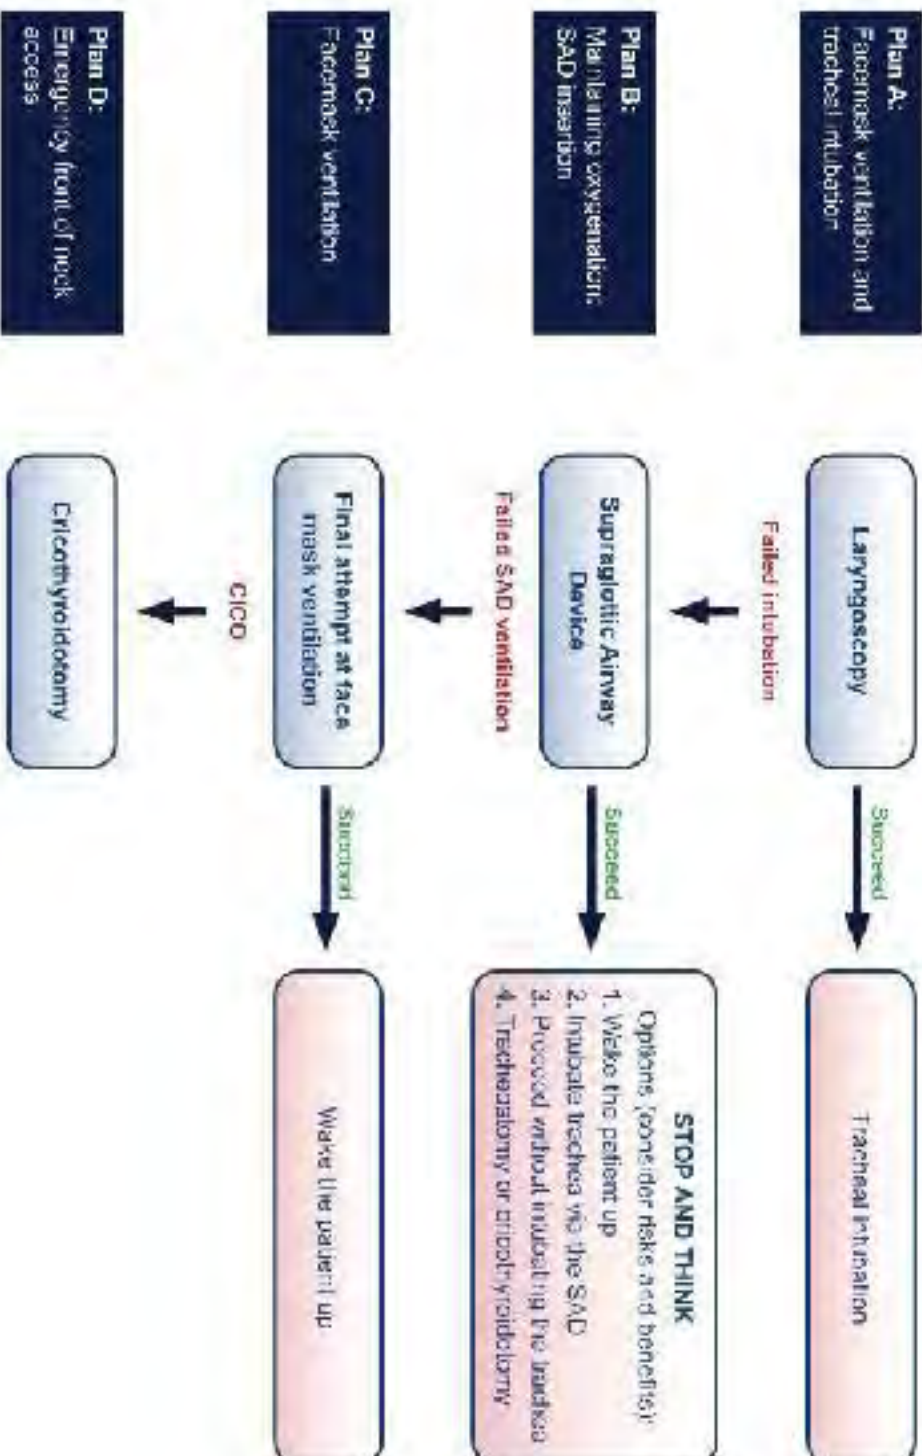 Plan A:
Facemask ventilation and
tracheal intubation
Laryngoscopy
Succeed
Tracheal intubation
Failed intubation
Plan B:
Maintaining oxygenation:
SAD insertion
Supraglottic Airway
Device
Succeed
STOP AND THINK
Options (consider risks and benefits):
1. Wake the patient up
2. Intubate trachea via the SAD
3. Proceed without intubating the trachea
4. Tracheostomy or cricothyroidotomy
Failed SAD ventilation
Plan C:
Facemask ventilation
Final attempt at face
mask ventilation
Succeed
Wake the patient up
CICO
Plan D:
Emergency front of neck
access
Cricothyroidotomy